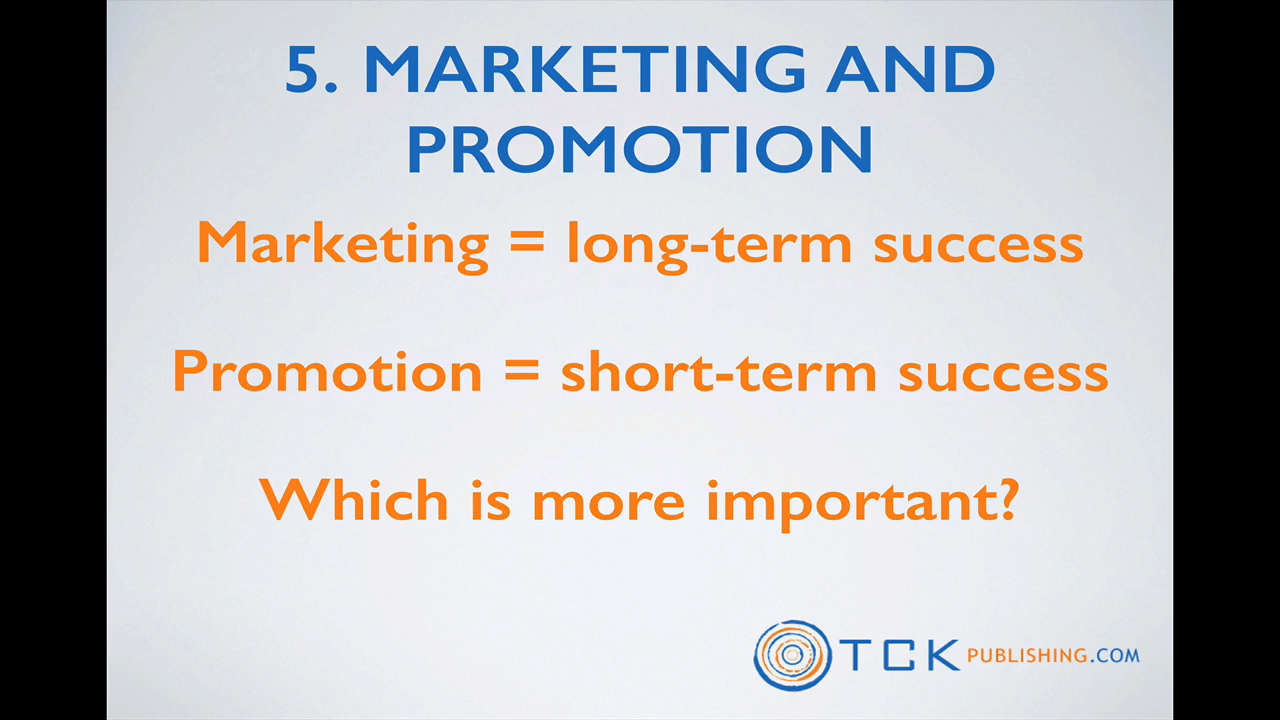 5. MARKETING AND
PROMOTION
Marketing = long-term success
Promotion = short-term success
Which is more important?
TCK PUBLISHING.COM